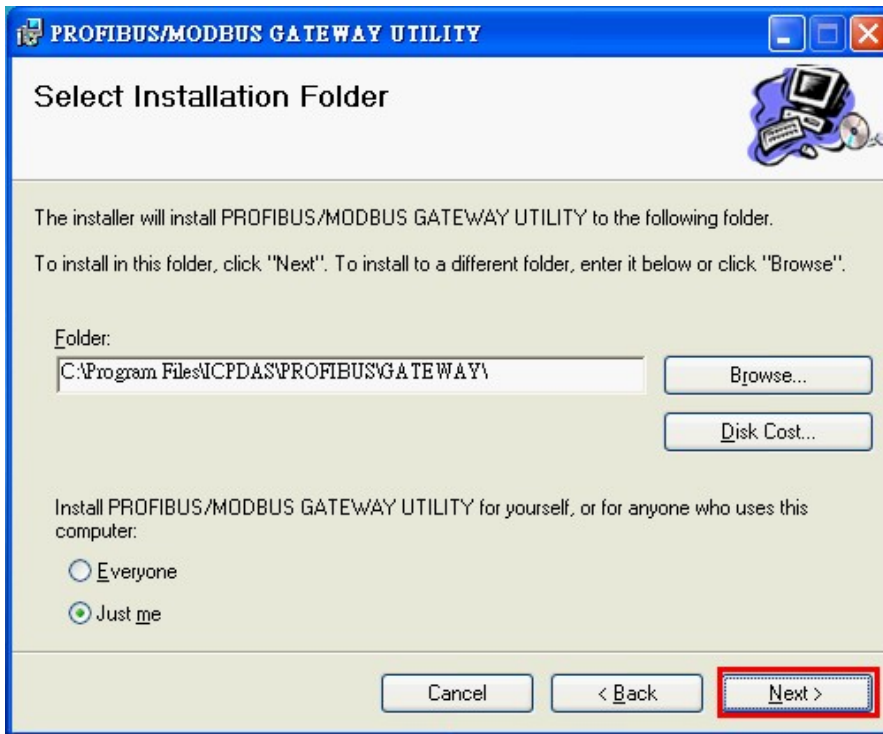 PROFIBUS/MODBUS GATEWAY UTILITY
Select Installation Folder
The installer will install PROFIBUS/MODBUS GATEWAY UTILITY to the following folder.
To install in this folder, click "Next". To install to a different folder, enter it below or click "Browse".
Folder:
C:\Program Files\ICPDAS\PROFIBUS\GATEWAY\
Browse...
Disk Cost...
Install PROFIBUS/MODBUS GATEWAY UTILITY for yourself, or for anyone who uses this
computer:
Everyone
Just me
Cancel
< Back
Next >